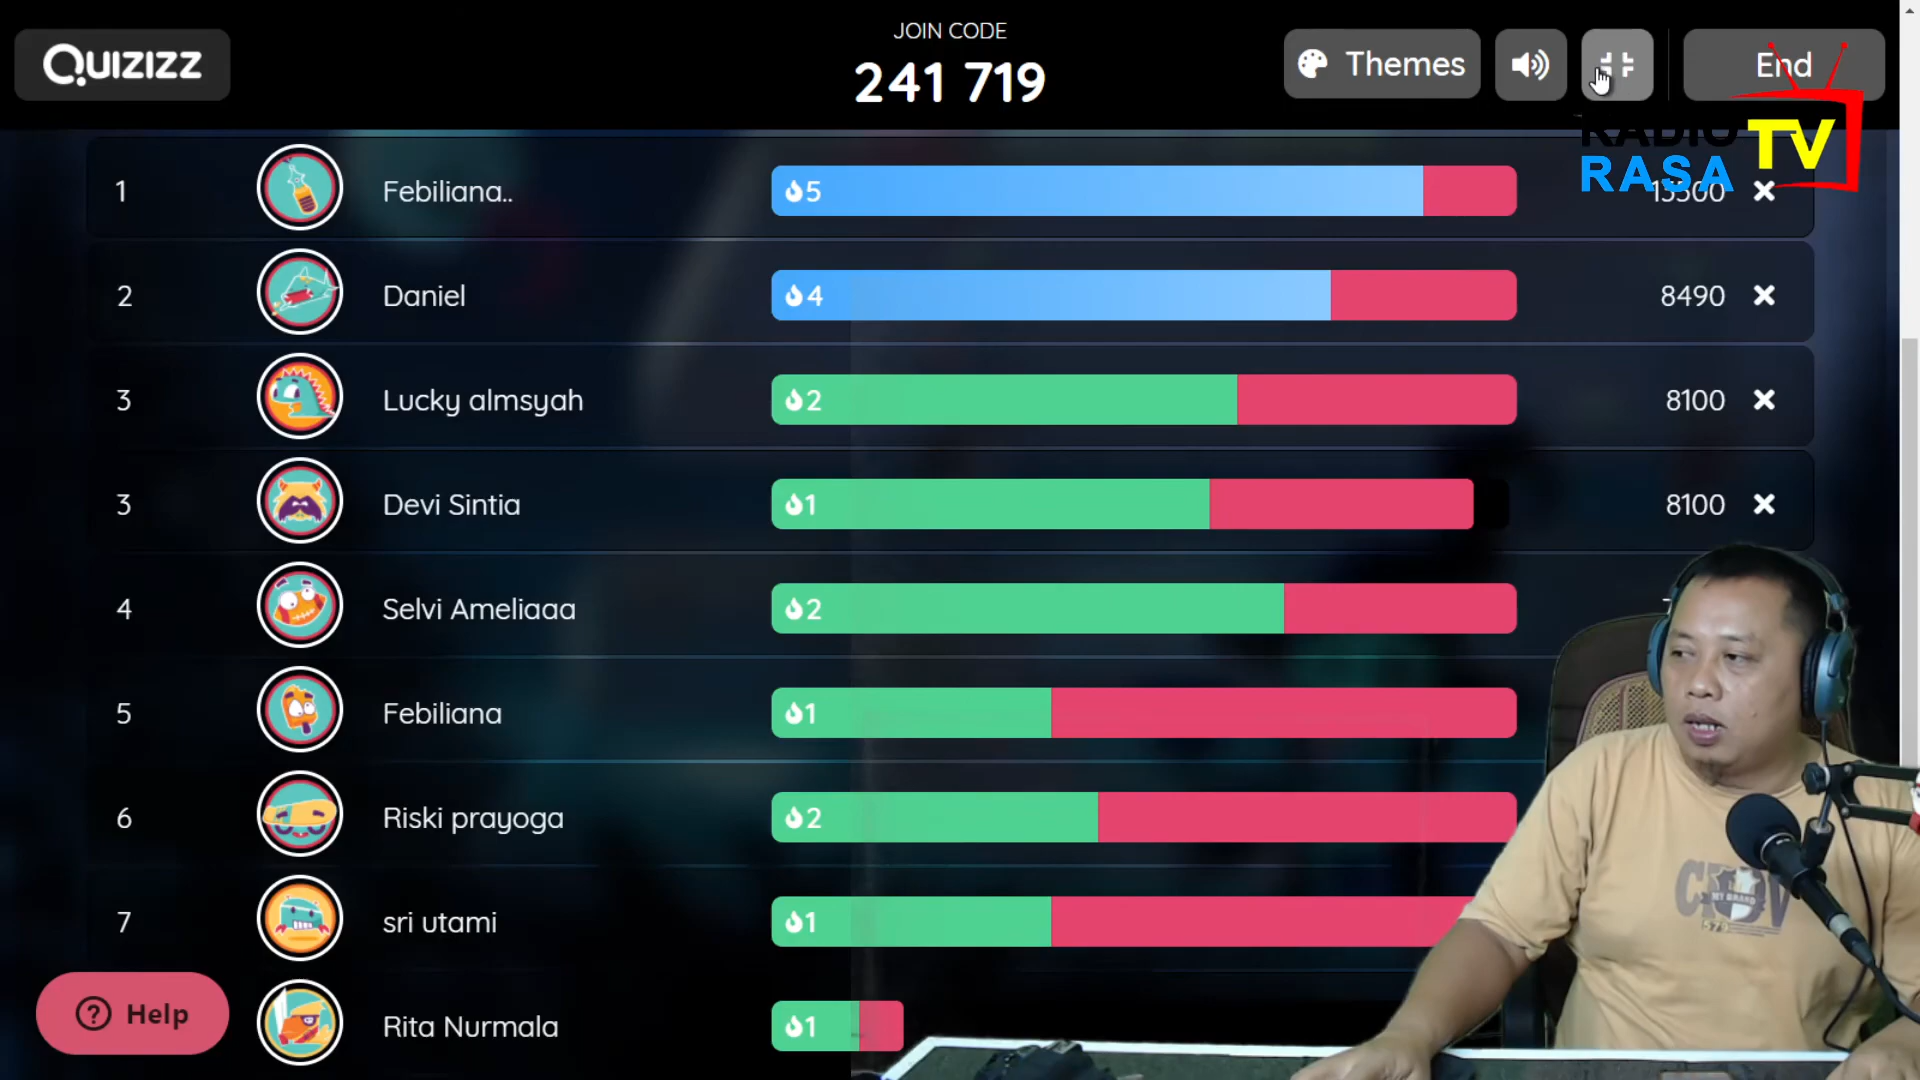 QUIZIZZ
JOIN CODE
241 719
Themes
End
RADIO
RASA
TV
1 Febiliana.. 5 13300
2 Daniel 4 8490
3 Lucky almsyah 2 8100
3 Devi Sintia 1 8100
4 Selvi Ameliaaa 2
5 Febiliana 1
6 Riski prayoga 2
7 sri utami 1
Rita Nurmala 1
Help
579